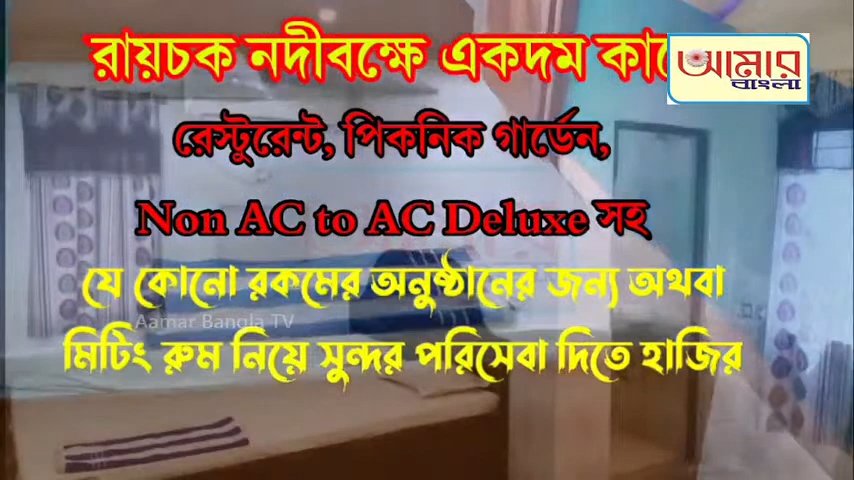 রায়চক নদীবক্ষে একদম
আমার
বাংলা
রেস্টুরেন্ট, পিকনিক গার্ডেন,
Non AC to AC Deluxe সহ
যে কোনো রকমের অনুষ্ঠানের জন্য অথবা
Aamar Bangla TV
মিটিং রুম নিয়ে সুন্দর পরিসেবা দিতে হাজির